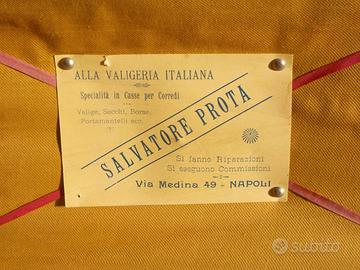 ALLA VALIGERIA ITALIANA
Specialità in Casse per Corredi
Valige, Sacchi, Borse,
Portamantelli ecc.
SALVATORE PROTA
Si fanno Riparazioni
Si eseguono Commissioni
Via Medina 49 - NAPOLI
subito